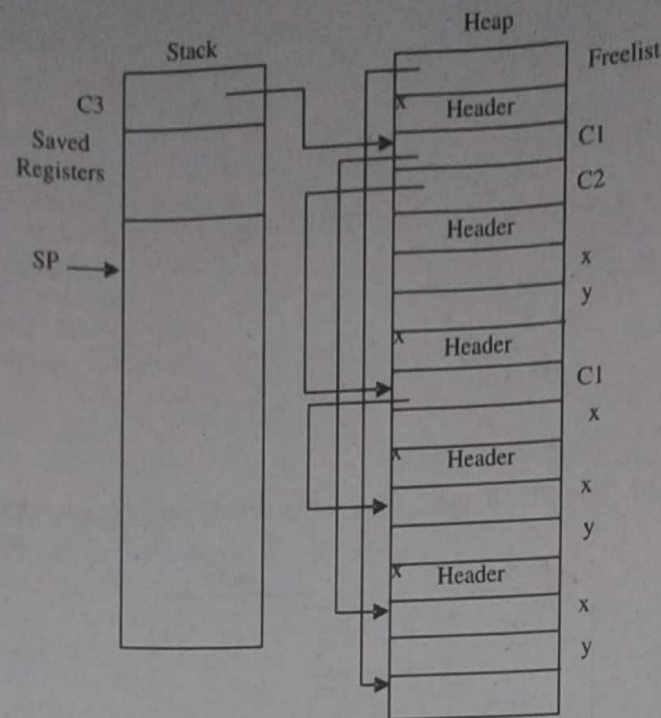 Heap
Stack
Freelist
C3
x
Header
C1
Saved
Registers
C2
Header
SP
x
y
x
Header
C1
x
x
Header
x
y
x
Header
x
y